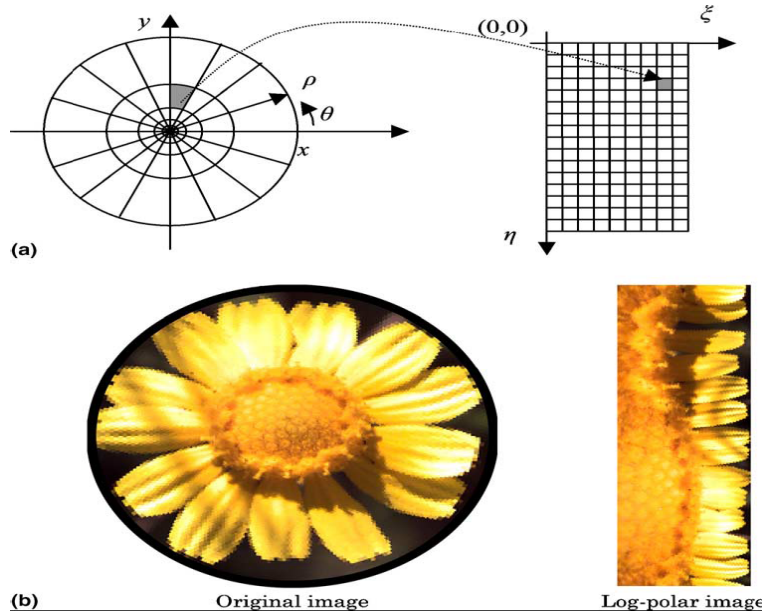 y
(0,0)
ξ
ρ
θ
x
η
(a)
(b)
Original image
Log-polar image